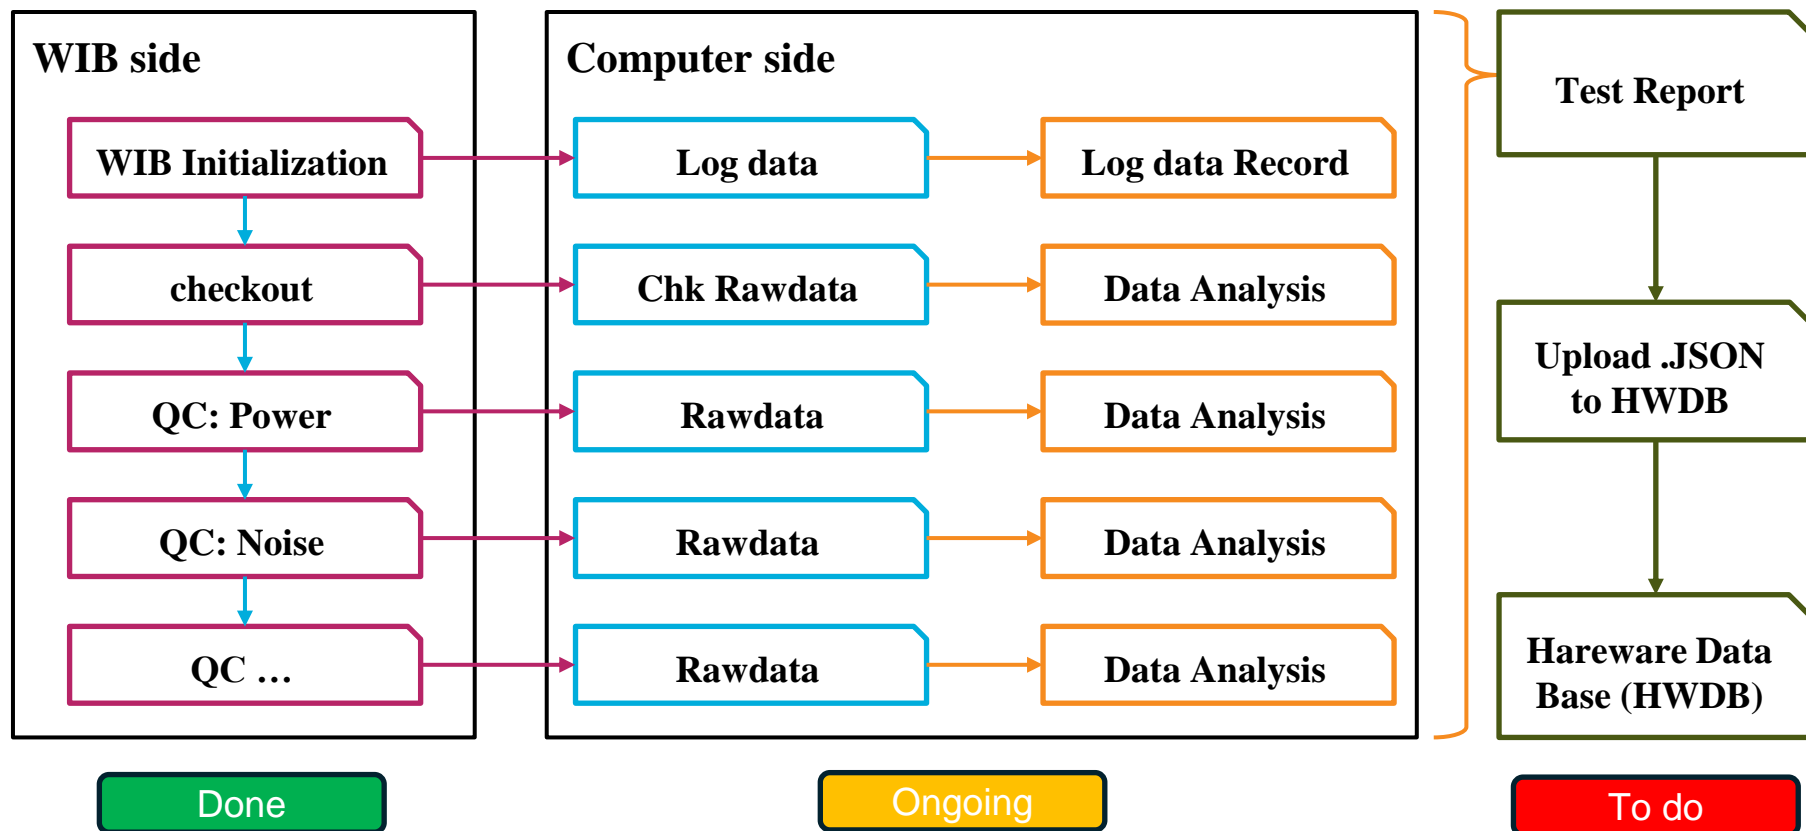 WIB side
WIB Initialization
checkout
QC: Power
QC: Noise
QC …
Computer side
Log data
Log data Record
Chk Rawdata
Data Analysis
Rawdata
Data Analysis
Rawdata
Data Analysis
Rawdata
Data Analysis
Test Report
Upload .JSON
to HWDB
Hareware Data
Base (HWDB)
Done
Ongoing
To do